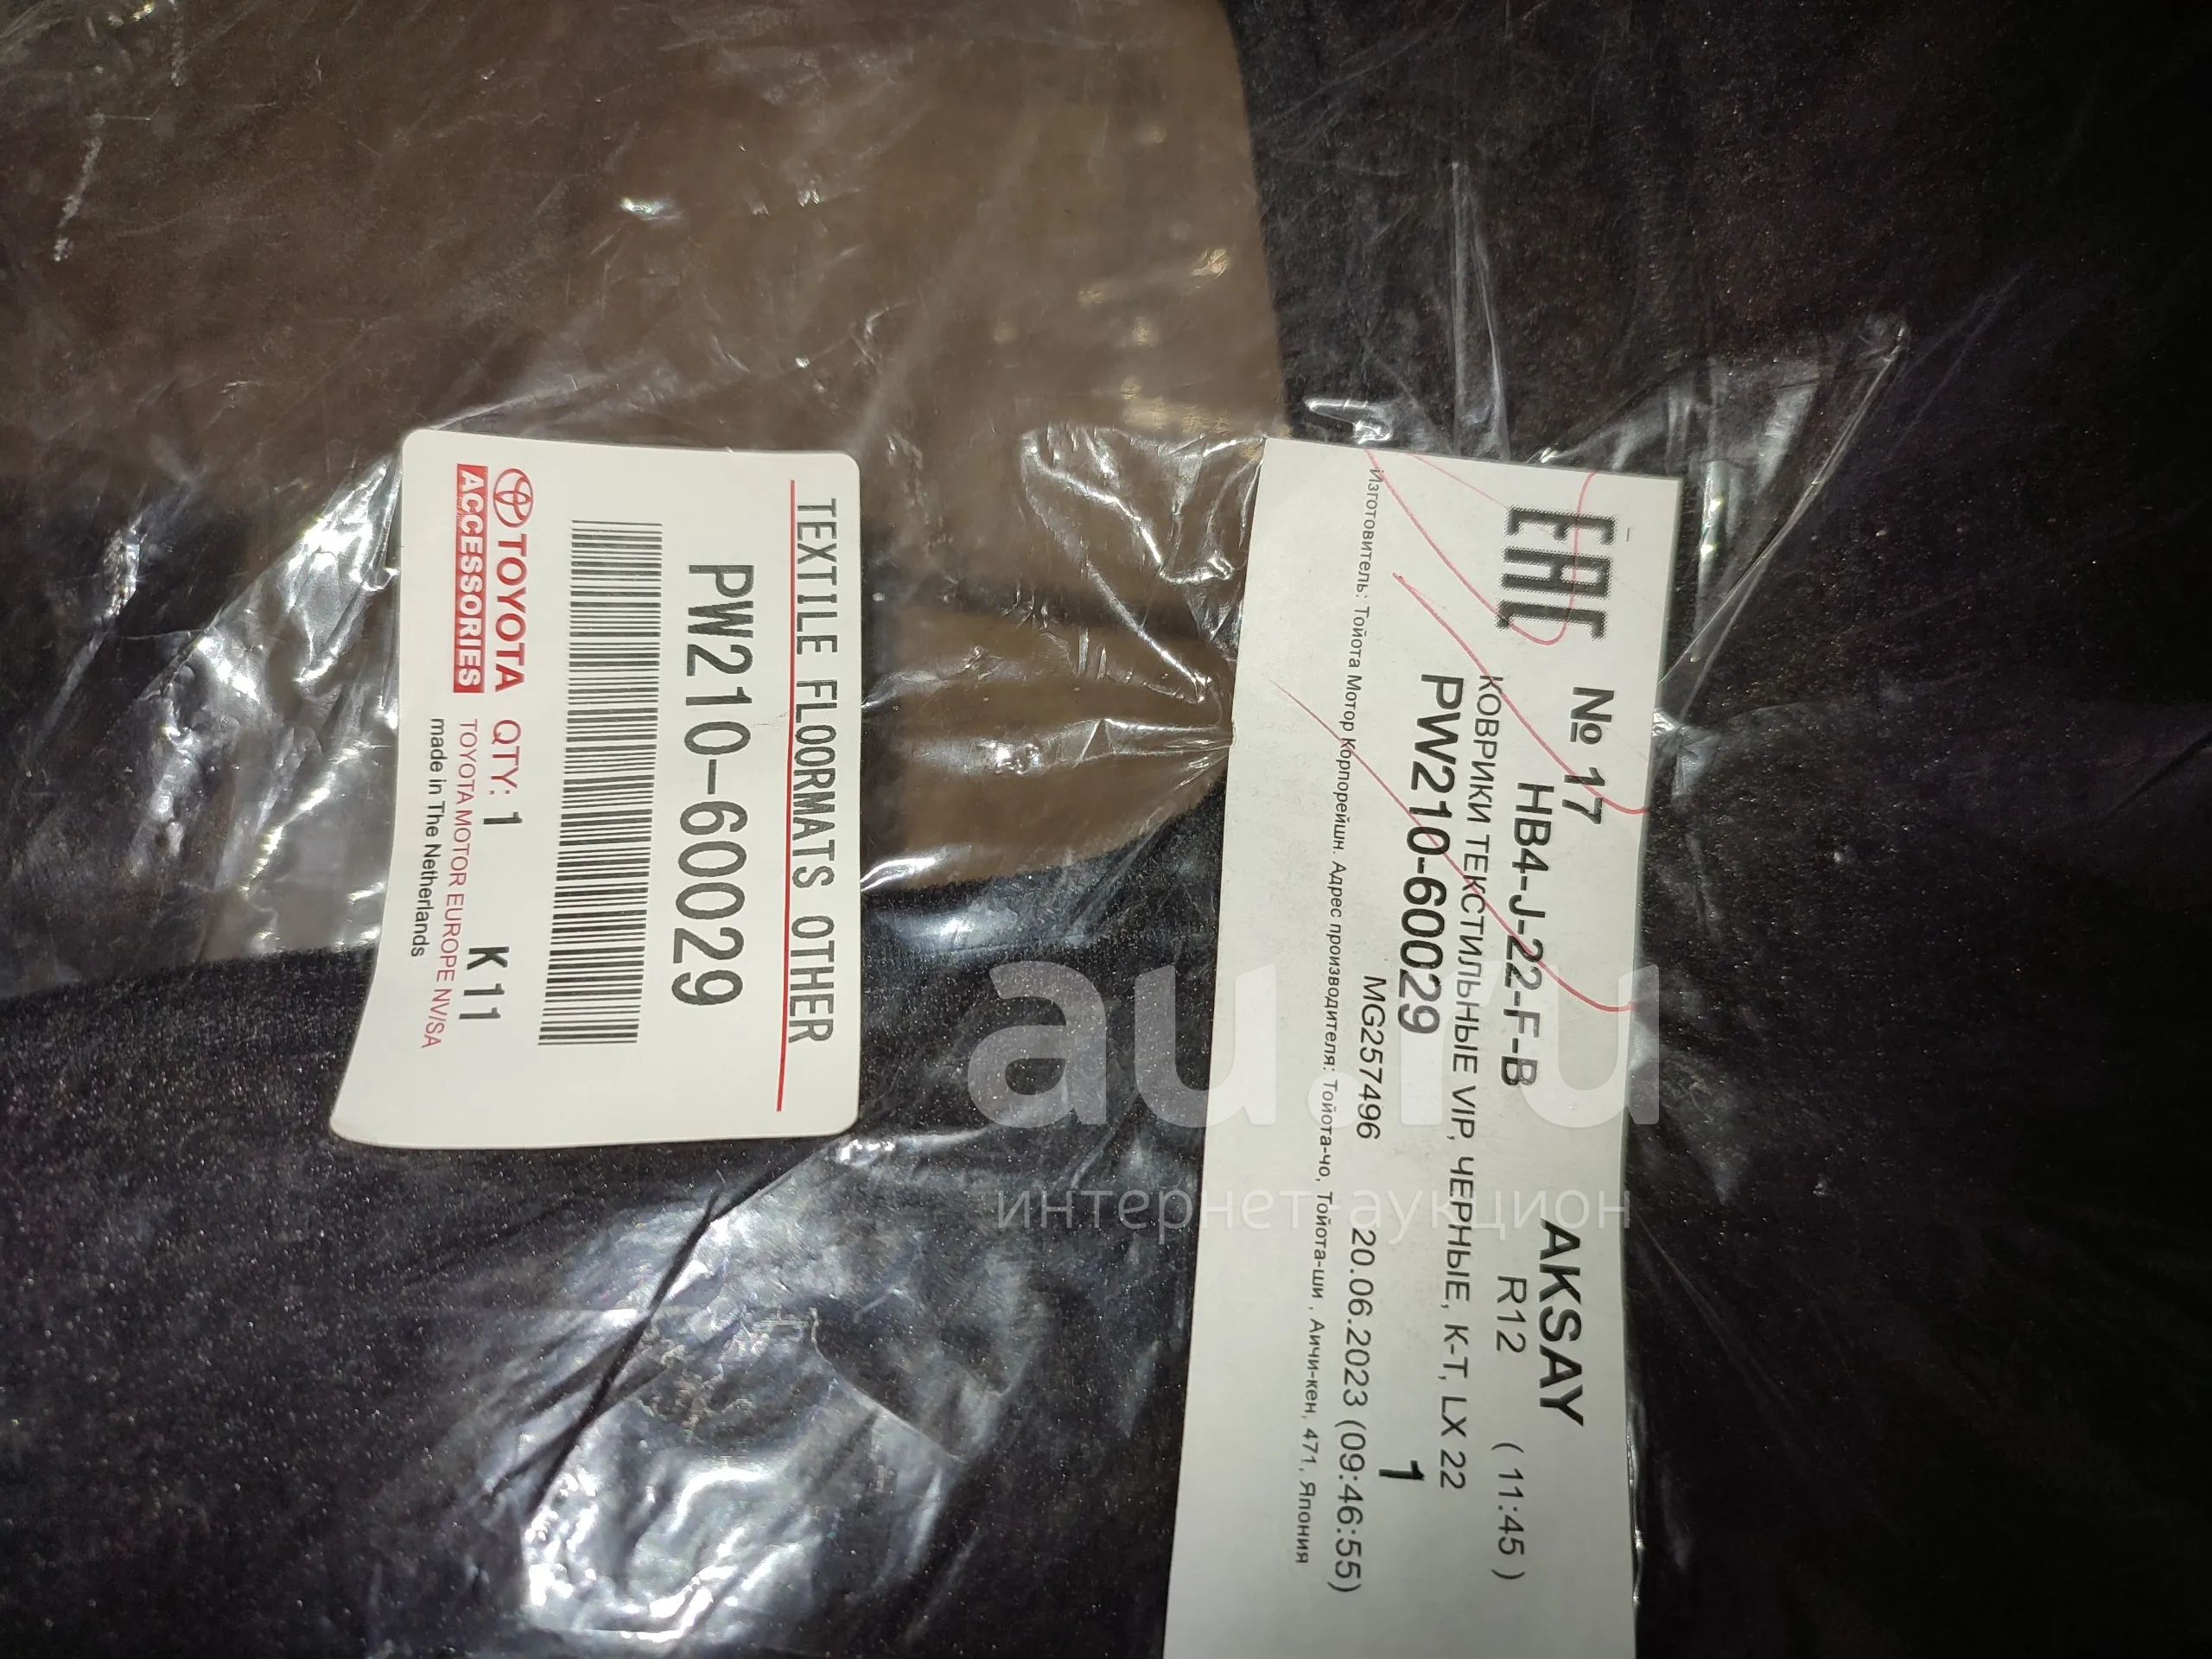 TEXTILE FLOORMATS OTHER
PW210-60029
TOYOTA QTY: 1 K11
ACCESSORIES TOYOTA MOTOR EUROPE NV/SA
made in The Netherlands
EAC № 17 AKSAY
HB4-J-22-F-B R12 ( 11:45 )
КОВРИКИ ТЕКСТИЛЬНЫЕ VIP, ЧЕРНЫЕ, К-Т, LX 22
PW210-60029 1
MG257496 20.06.2023 (09:46:55)
Изготовитель: Тойота Мотор Корпорейшн. Адрес производителя: Тойота-чо, Тойота-ши , Аичи-кен, 471, Япония
au.ru
интернет-аукцион